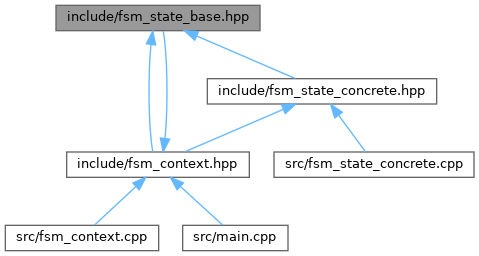 include/fsm_state_base.hpp
include/fsm_state_concrete.hpp
include/fsm_context.hpp
src/fsm_state_concrete.cpp
src/fsm_context.cpp
src/main.cpp